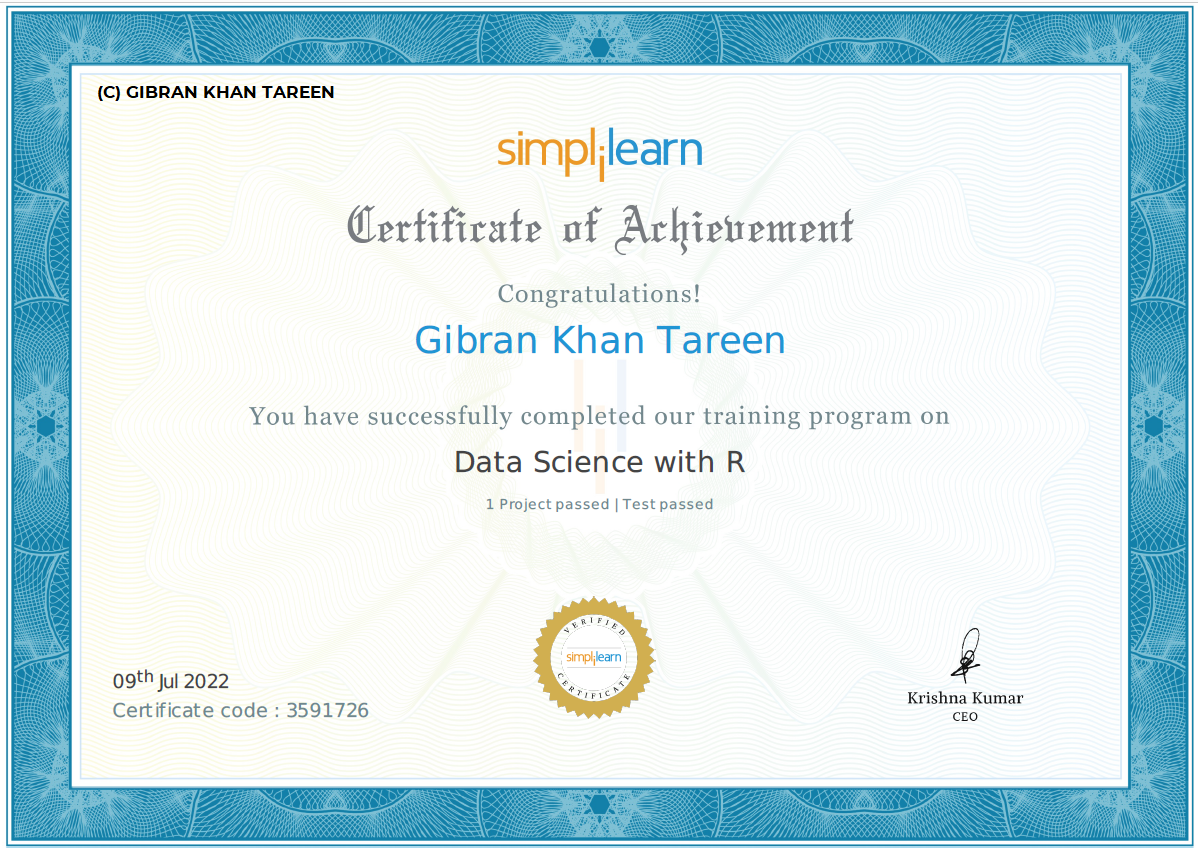 (C) GIBRAN KHAN TAREEN
simplilearn
Certificate of Achievement
Congratulations!
Gibran Khan Tareen
You have successfully completed our training program on
Data Science with R
1 Project passed | Test passed
VERIFIED
simplilearn
CERTIFICATE
09th Jul 2022
Certificate code : 3591726
Krishna Kumar
CEO